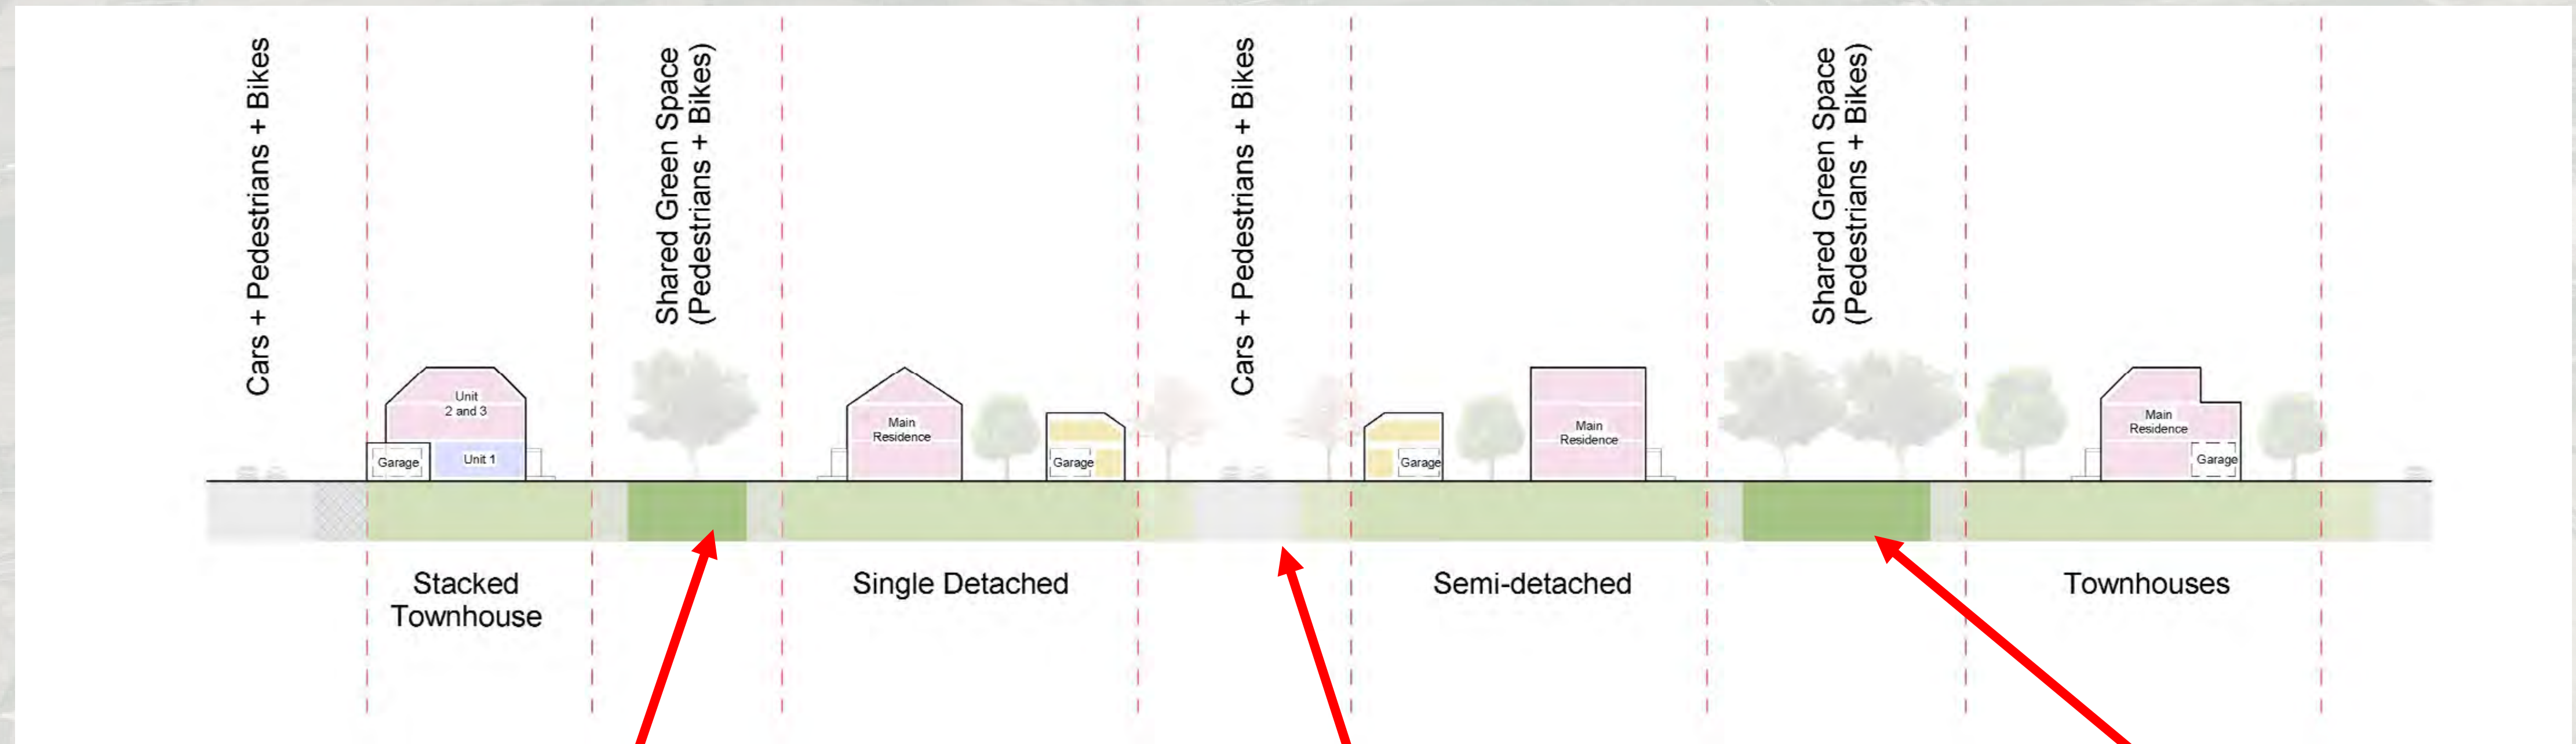 Cars + Pedestrians + Bikes
Shared Green Space
(Pedestrians + Bikes)
Cars + Pedestrians + Bikes
Shared Green Space
(Pedestrians + Bikes)
Unit
2 and 3
Garage
Unit 1
Main
Residence
Garage
Garage
Main
Residence
Main
Residence
Garage
Stacked
Townhouse
Single Detached
Semi-detached
Townhouses